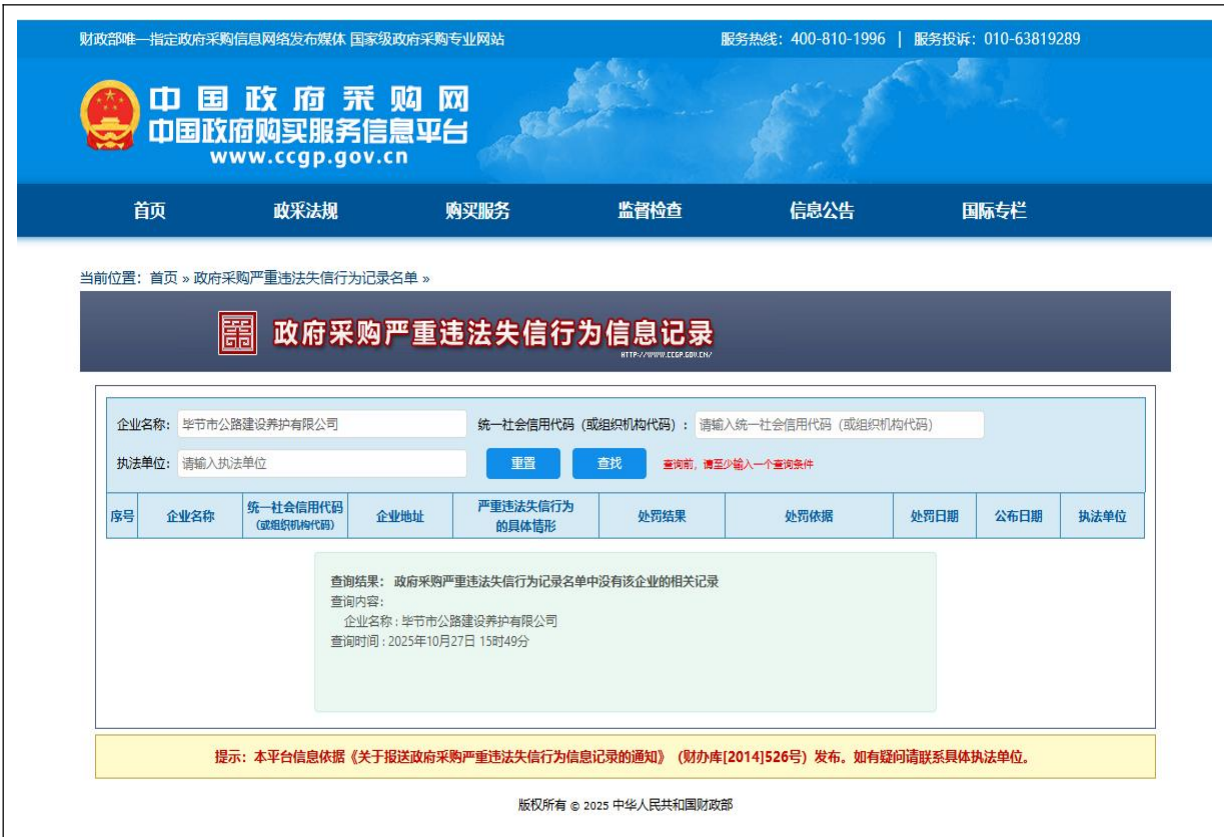 财政部唯一指定政府采购信息网络发布媒体 国家级政府采购专业网站
服务热线：400-810-1996 | 服务投诉：010-63819289
中国政府采购网
中国政府购买服务信息平台
www.ccgp.gov.cn
首页 政采法规 购买服务 监督检查 信息公告 国际专栏
当前位置：首页 » 政府采购严重违法失信行为记录名单 »
政府采购严重违法失信行为信息记录
HTTP://WWW.CCGP.GOV.CN/
企业名称： 毕节市公路建设养护有限公司 统一社会信用代码（或组织机构代码）： 请输入统一社会信用代码（或组织机构代码）
执法单位： 请输入执法单位 重置 查找 查询前，请至少输入一个查询条件
序号 企业名称 统一社会信用代码（或组织机构代码） 企业地址 严重违法失信行为的具体情形 处罚结果 处罚依据 处罚日期 公布日期 执法单位
查询结果： 政府采购严重违法失信行为记录名单中没有该企业的相关记录
查询内容：
企业名称 : 毕节市公路建设养护有限公司
查询时间 : 2025年10月27日 15时49分
提示：本平台信息依据《关于报送政府采购严重违法失信行为信息记录的通知》（财办库[2014]526号）发布。如有疑问请联系具体执法单位。
版权所有 © 2025 中华人民共和国财政部